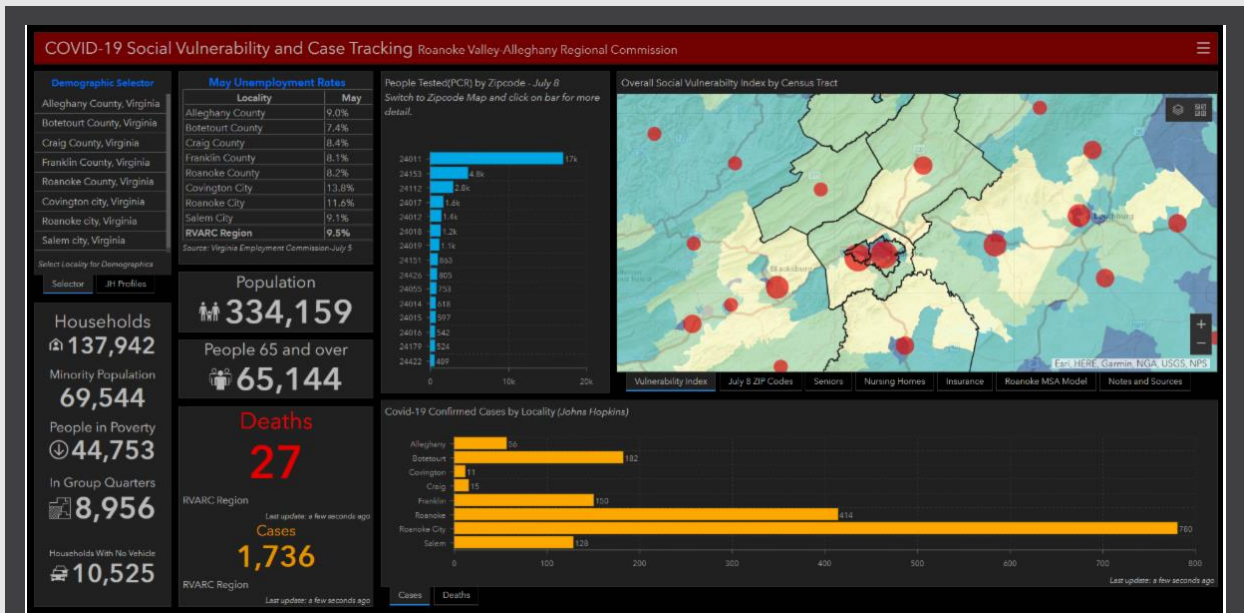 COVID-19 Social Vulnerability and Case Tracking Roanoke Valley-Alleghany Regional Commission
Demographic Selector
Alleghany County, Virginia
Botetourt County, Virginia
Craig County, Virginia
Franklin County, Virginia
Roanoke County, Virginia
Covington city, Virginia
Roanoke city, Virginia
Salem city, Virginia
Select Locality for Demographics
Selector JH Profiles
Households
137,942
Minority Population
69,544
People in Poverty
44,753
In Group Quarters
8,956
Households With No Vehicle
10,525
May Unemployment Rates
Locality May
Alleghany County 9.0%
Botetourt County 7.4%
Craig County 8.4%
Franklin County 8.1%
Roanoke County 8.2%
Covington City 13.8%
Roanoke City 11.6%
Salem City 9.1%
RVARC Region 9.5%
Source: Virginia Employment Commission-July 5
Population
334,159
People 65 and over
65,144
Deaths
27
RVARC Region
Last update: a few seconds ago
Cases
1,736
RVARC Region
Last update: a few seconds ago
People Tested(PCR) by Zipcode - July 8
Switch to Zipcode Map and click on bar for more
detail.
24011 17k
24153 4.8k
24112 2.8k
24017 1.6k
24012 1.4k
24018 1.2k
24019 1.1k
24151 863
24426 805
24055 753
24014 618
24015 597
24016 542
24179 524
24422 489
0 10k 20k
Overall Social Vulnerabilty Index by Census Tract
Blacksburg
Lynchburg
Esri, HERE, Garmin, NGA, USGS, NPS
Vulnerability Index July 8 ZIP Codes Seniors Nursing Homes Insurance Roanoke MSA Model Notes and Sources
Covid-19 Confirmed Cases by Locality (Johns Hopkins)
Alleghany 56
Botetourt 182
Covington 11
Craig 15
Franklin 150
Roanoke 414
Roanoke City 780
Salem 128
0 100 200 300 400 500 600 700 800
Last update: a few seconds ago
Cases Deaths